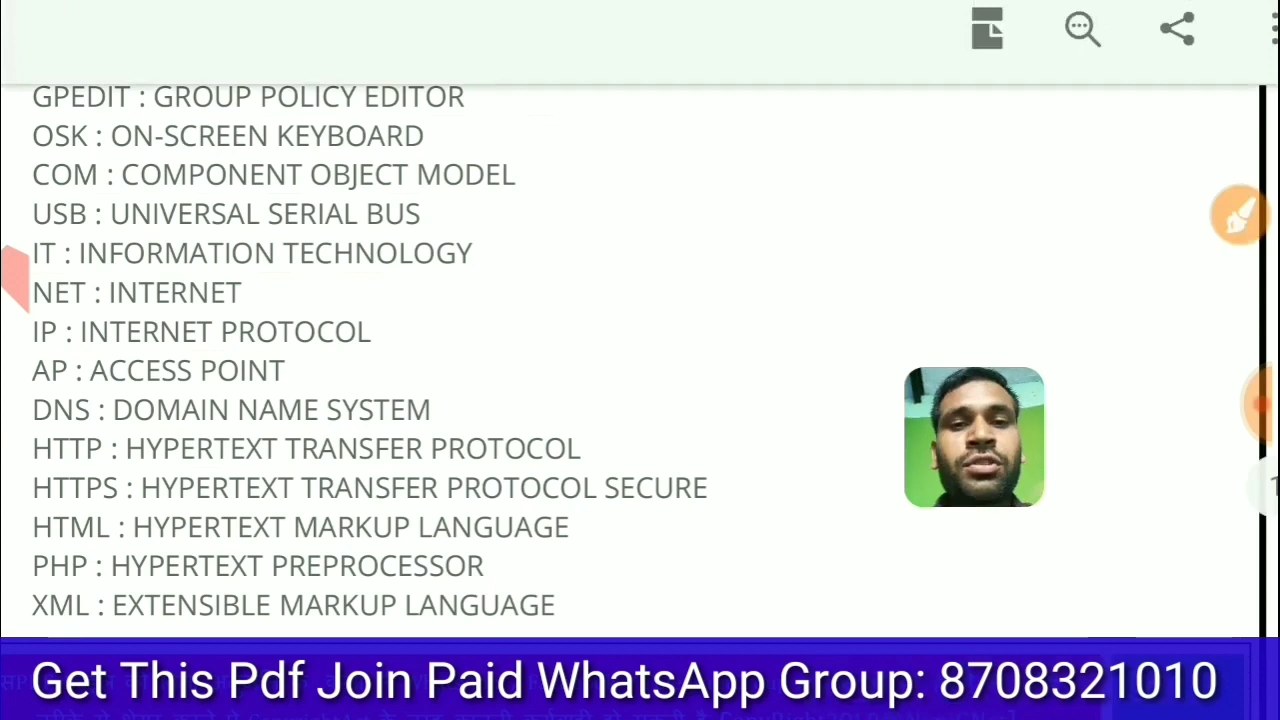 GPEDIT : GROUP POLICY EDITOR
OSK : ON-SCREEN KEYBOARD
COM : COMPONENT OBJECT MODEL
USB : UNIVERSAL SERIAL BUS
IT : INFORMATION TECHNOLOGY
NET : INTERNET
IP : INTERNET PROTOCOL
AP : ACCESS POINT
DNS : DOMAIN NAME SYSTEM
HTTP : HYPERTEXT TRANSFER PROTOCOL
HTTPS : HYPERTEXT TRANSFER PROTOCOL SECURE
HTML : HYPERTEXT MARKUP LANGUAGE
PHP : HYPERTEXT PREPROCESSOR
XML : EXTENSIBLE MARKUP LANGUAGE
Get This Pdf Join Paid WhatsApp Group: 8708321010